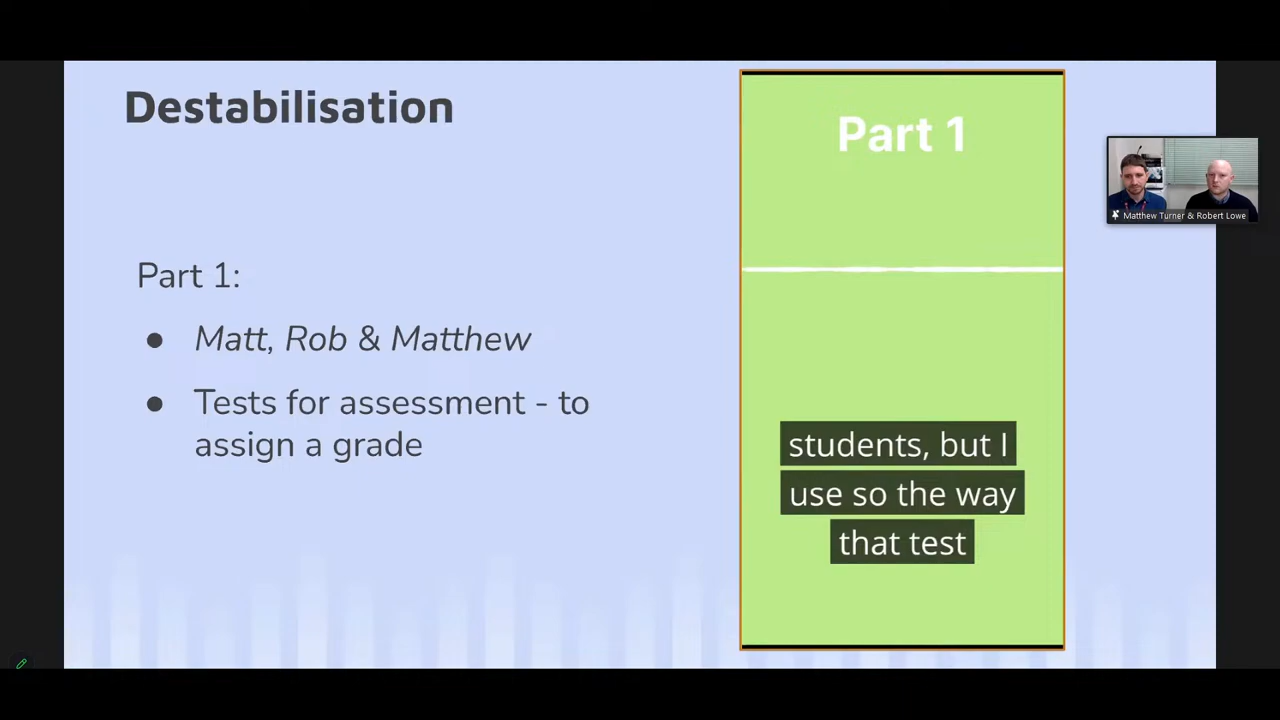 Destabilisation
Part 1:
● Matt, Rob & Matthew
● Tests for assessment - to
assign a grade
Part 1
students, but I
use so the way
that test
Matthew Turner & Robert Lowe